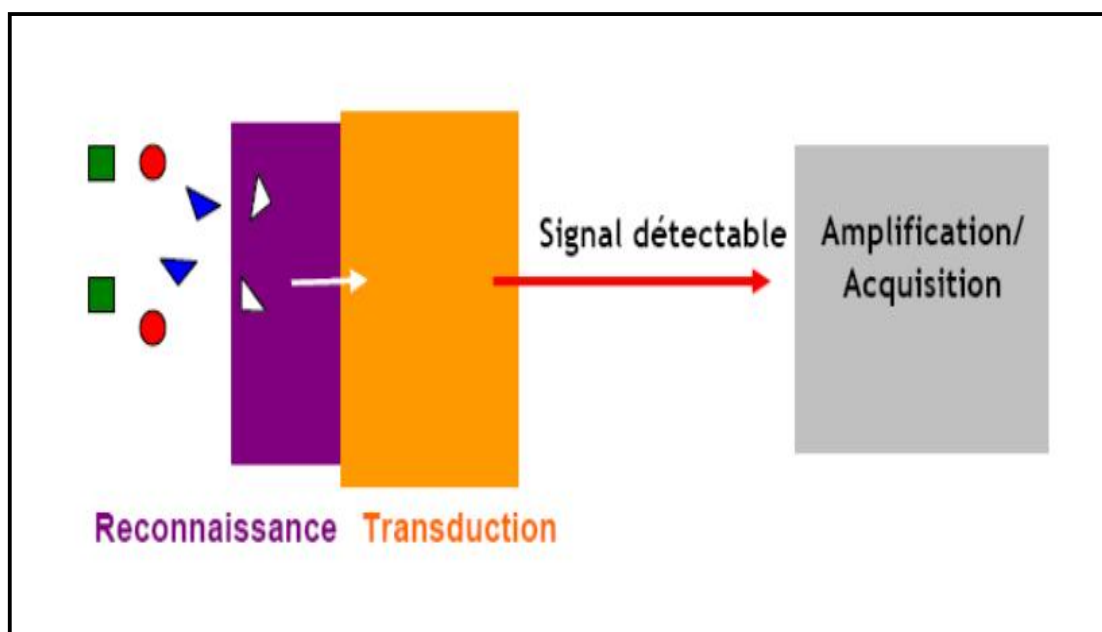 Signal détectable
Amplification/
Acquisition
Reconnaissance
Transduction